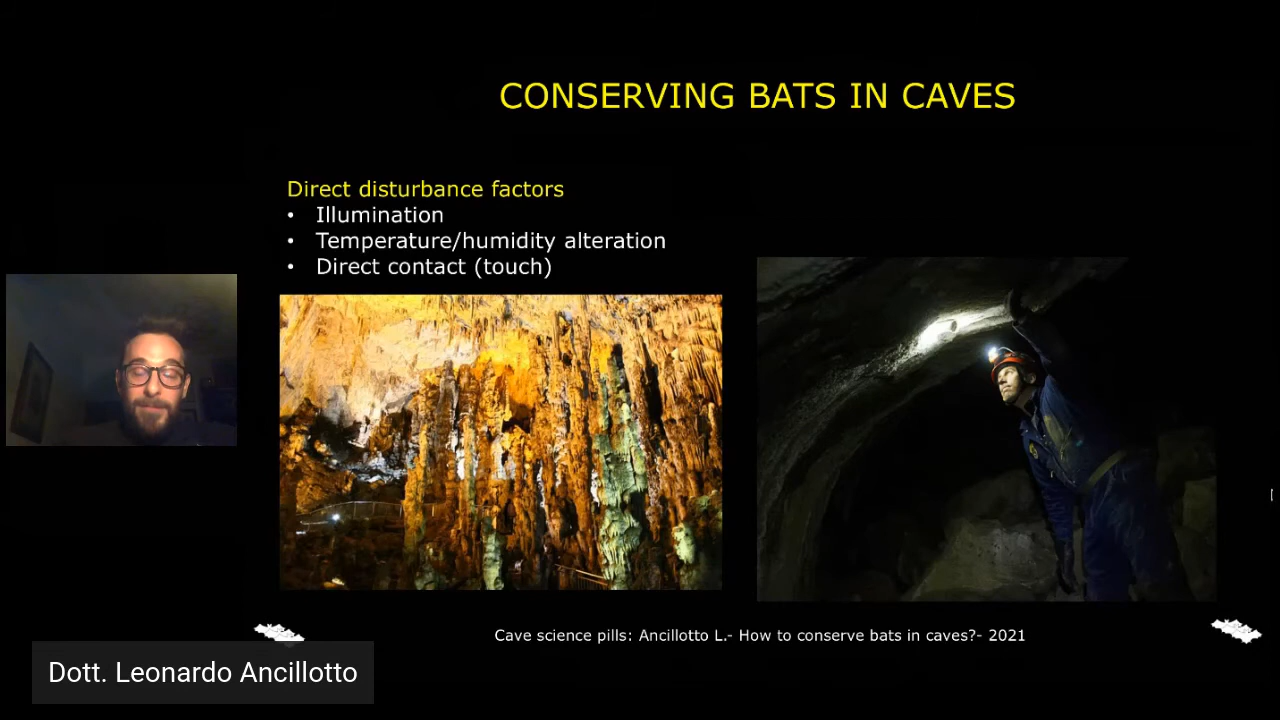 CONSERVING BATS IN CAVES
Direct disturbance factors
• Illumination
• Temperature/humidity alteration
• Direct contact (touch)
Cave science pills: Ancillotto L.- How to conserve bats in caves?- 2021
Dott. Leonardo Ancillotto